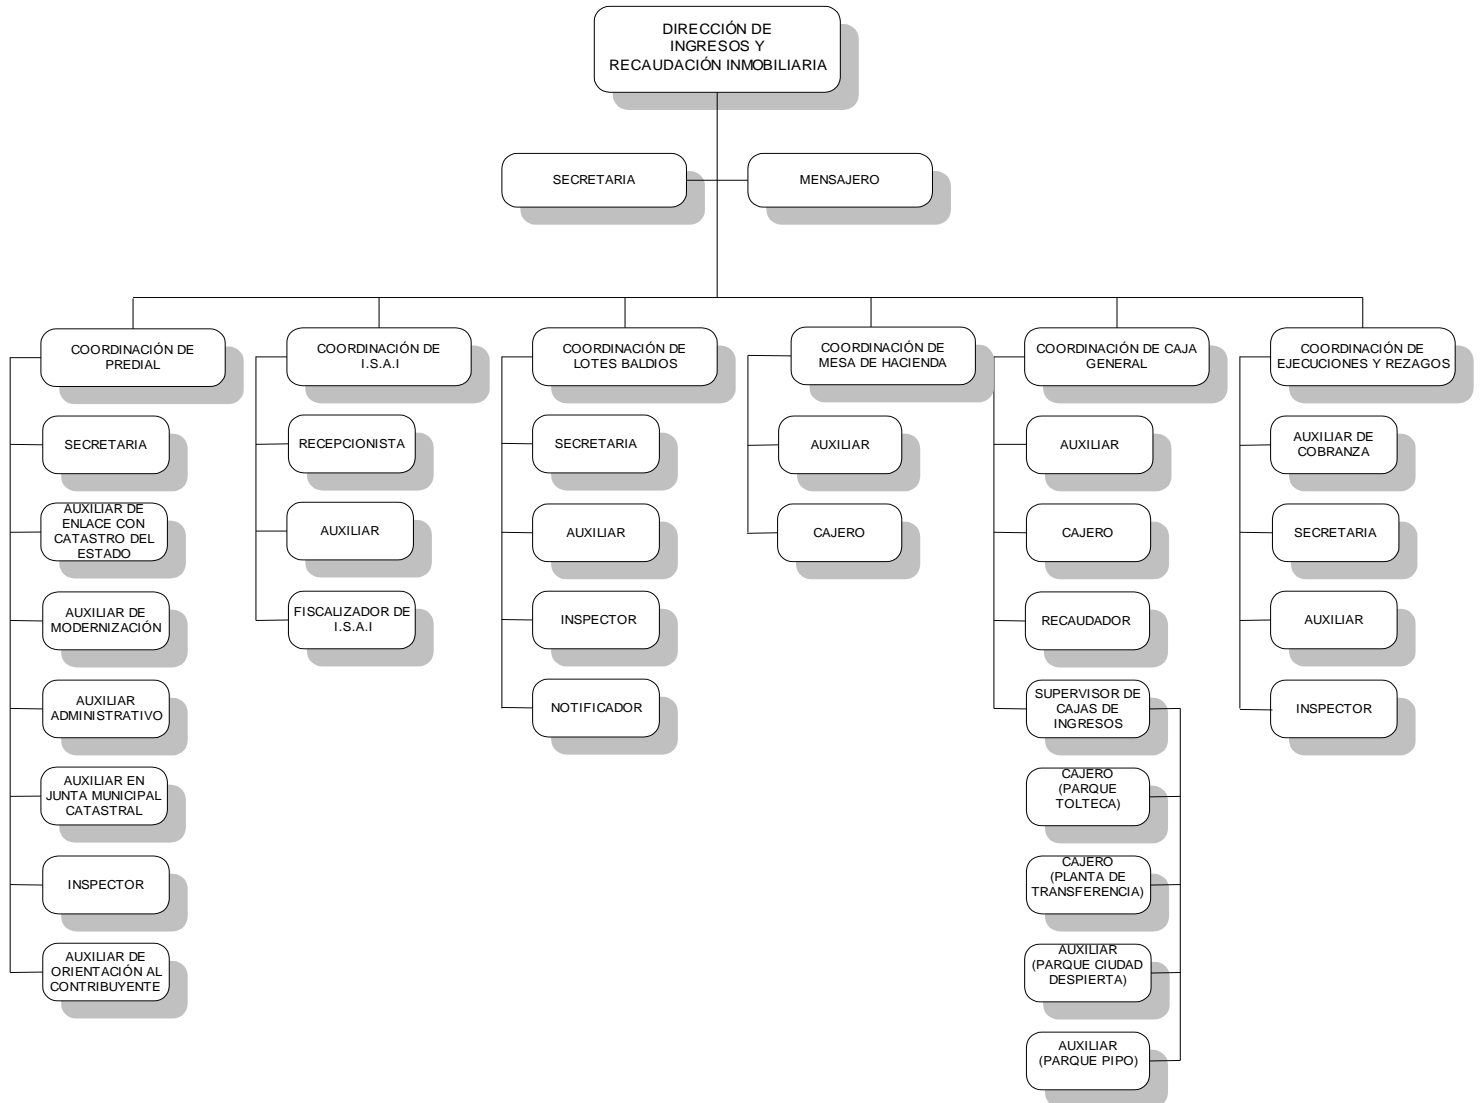 DIRECCIÓN DE
INGRESOS Y
RECAUDACIÓN INMOBILIARIA
SECRETARIA
MENSAJERO
COORDINACIÓN DE
PREDIAL
SECRETARIA
AUXILIAR DE
ENLACE CON
CATASTRO DEL
ESTADO
AUXILIAR DE
MODERNIZACIÓN
AUXILIAR
ADMINISTRATIVO
AUXILIAR EN
JUNTA MUNICIPAL
CATASTRAL
INSPECTOR
AUXILIAR DE
ORIENTACIÓN AL
CONTRIBUYENTE
COORDINACIÓN DE
I.S.A.I
RECEPCIONISTA
AUXILIAR
FISCALIZADOR DE
I.S.A.I
COORDINACIÓN DE
LOTES BALDIOS
SECRETARIA
AUXILIAR
INSPECTOR
NOTIFICADOR
COORDINACIÓN DE
MESA DE HACIENDA
AUXILIAR
CAJERO
COORDINACIÓN DE CAJA
GENERAL
AUXILIAR
CAJERO
RECAUDADOR
SUPERVISOR DE
CAJAS DE
INGRESOS
CAJERO
(PARQUE
TOLTECA)
CAJERO
(PLANTA DE
TRANSFERENCIA)
AUXILIAR
(PARQUE CIUDAD
DESPIERTA)
AUXILIAR
(PARQUE PIPO)
COORDINACIÓN DE
EJECUCIONES Y REZAGOS
AUXILIAR DE
COBRANZA
SECRETARIA
AUXILIAR
INSPECTOR